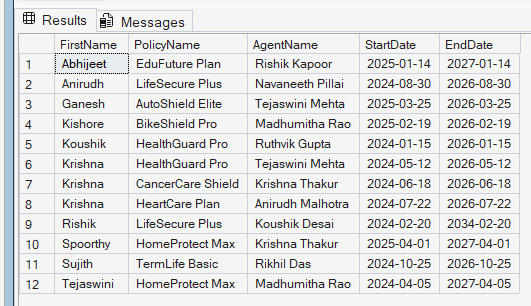 Results Messages
FirstName PolicyName AgentName StartDate EndDate
1 Abhijeet EduFuture Plan Rishik Kapoor 2025-01-14 2027-01-14
2 Anirudh LifeSecure Plus Navaneeth Pillai 2024-08-30 2026-08-30
3 Ganesh AutoShield Elite Tejaswini Mehta 2025-03-25 2026-03-25
4 Kishore BikeShield Pro Madhumitha Rao 2025-02-19 2026-02-19
5 Koushik HealthGuard Pro Ruthvik Gupta 2024-01-15 2026-01-15
6 Krishna HealthGuard Pro Tejaswini Mehta 2024-05-12 2026-05-12
7 Krishna CancerCare Shield Krishna Thakur 2024-06-18 2026-06-18
8 Krishna HeartCare Plan Anirudh Malhotra 2024-07-22 2026-07-22
9 Rishik LifeSecure Plus Koushik Desai 2024-02-20 2034-02-20
10 Spoorthy HomeProtect Max Krishna Thakur 2025-04-01 2027-04-01
11 Sujith TermLife Basic Rikhil Das 2024-10-25 2026-10-25
12 Tejaswini HomeProtect Max Madhumitha Rao 2024-04-05 2027-04-05